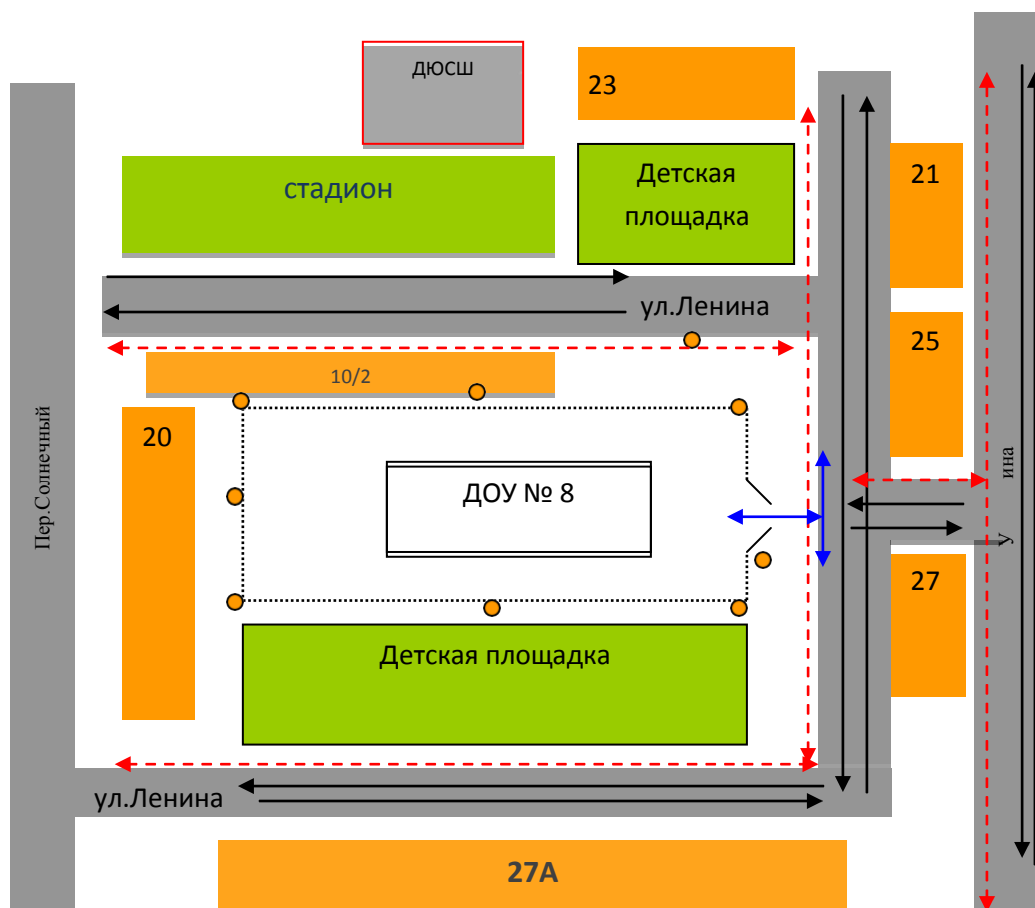 дюсш
23
Детская
площадка
стадион
21
ул.Ленина
25
10/2
20
Пер.Солнечный
ДОУ № 8
У ина
27
Детская площадка
ул.Ленина
27А